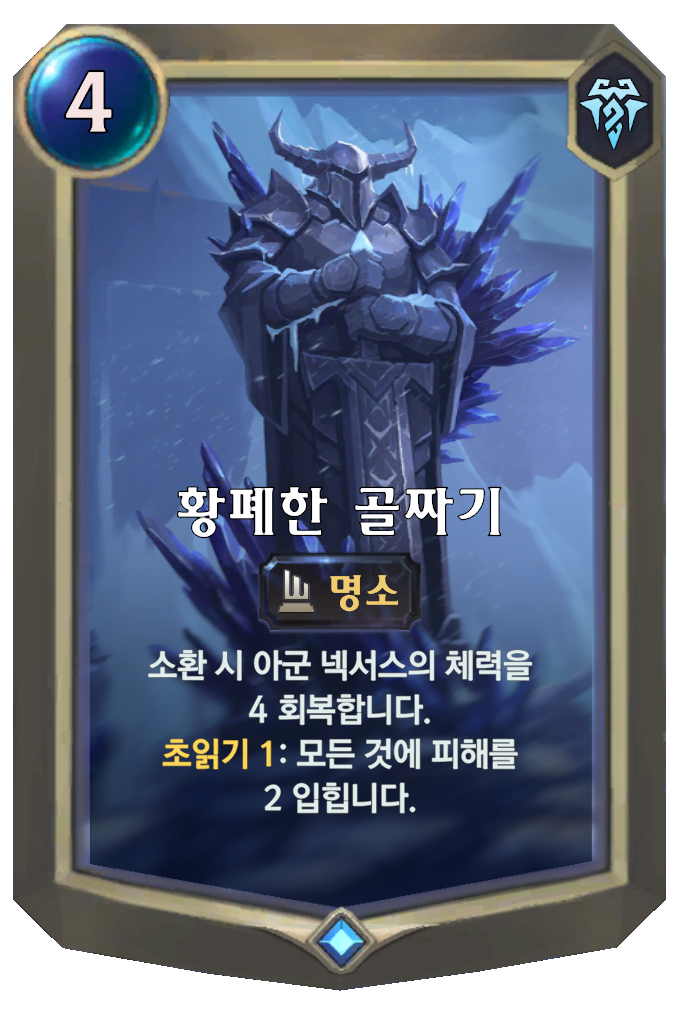 4
황폐한 골짜기
명소
소환 시 아군 넥서스의 체력을
4 회복합니다.
초읽기 1: 모든 것에 피해를
2 입힙니다.